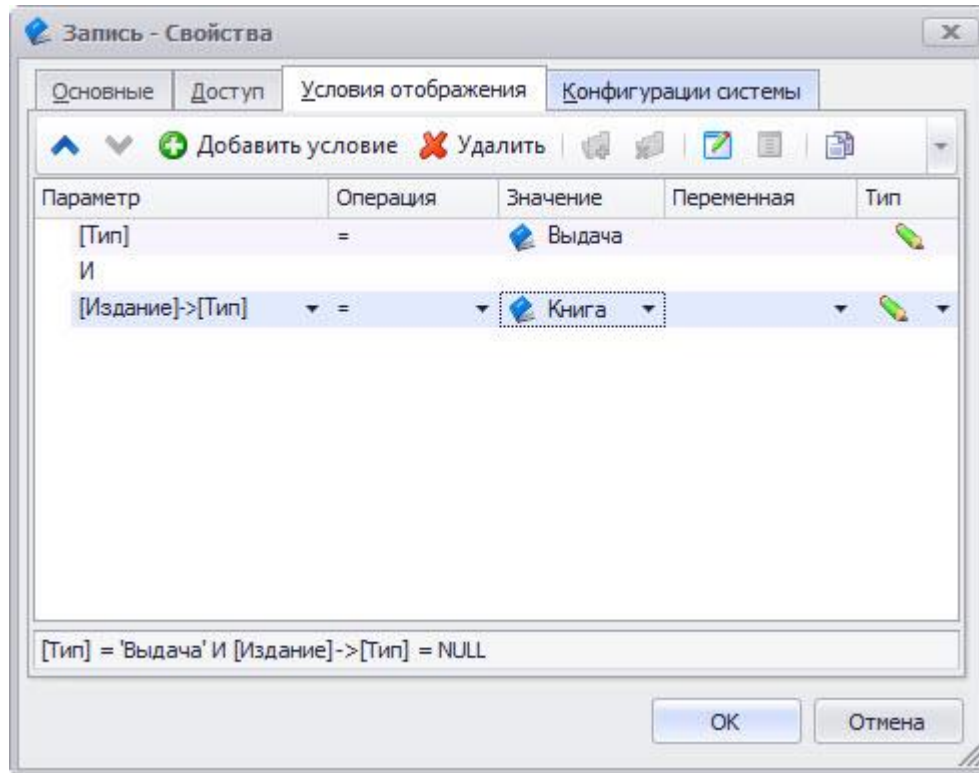 Запись - Свойства
Основные Доступ Условия отображения Конфигурации системы
Добавить условие Удалить
Параметр Операция Значение Переменная Тип
[Тип] = Выдача
И
[Издание]->[Тип] = Книга
[Тип] = 'Выдача' И [Издание]->[Тип] = NULL
ОК Отмена